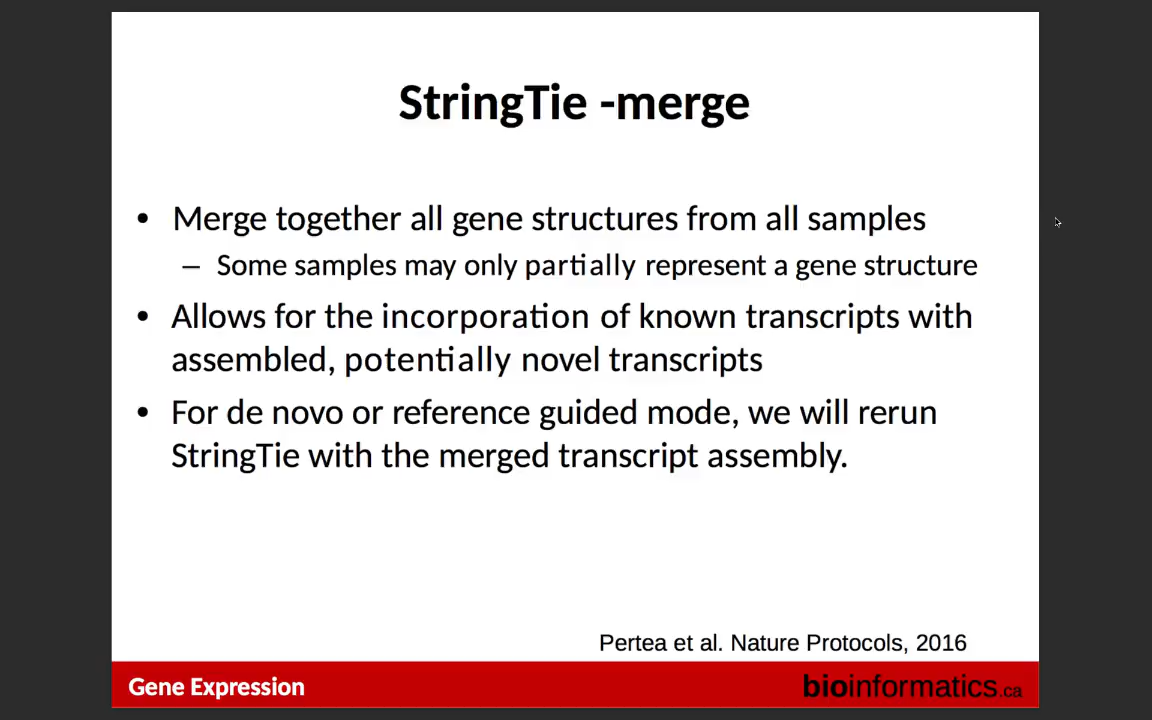 StringTie -merge
• Merge together all gene structures from all samples
– Some samples may only partially represent a gene structure
• Allows for the incorporation of known transcripts with
assembled, potentially novel transcripts
• For de novo or reference guided mode, we will rerun
StringTie with the merged transcript assembly.
Pertea et al. Nature Protocols, 2016
Gene Expression
bioinformatics.ca